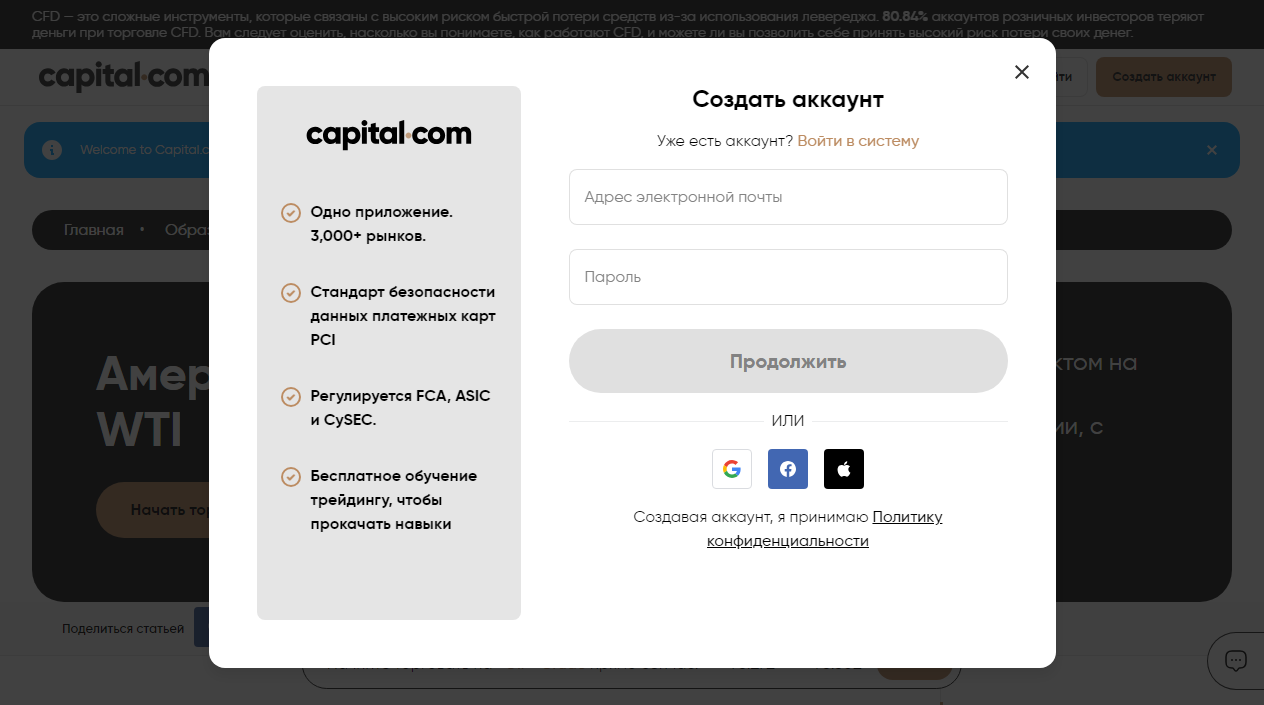 CFD — это сложные инструменты, которые связаны с высоким риском быстрой потери средств из-за использования левереджа. 80.84% аккаунтов розничных инвесторов теряют
деньги при торговле CFD. Вам следует оценить, насколько вы понимаете, как работают CFD, и можете ли вы позволить себе принять высокий риск потери своих денег.
capital.com
Создать аккаунт
Welcome to Capital.c
Главная • Обра
Амер
WTI
ктом на
ии, с
Начать тор
Поделиться статьей
capital.com
Одно приложение.
3,000+ рынков.
Стандарт безопасности
данных платежных карт
PCI
Регулируется FCA, ASIC
и CySEC.
Бесплатное обучение
трейдингу, чтобы
прокачать навыки
Создать аккаунт
Уже есть аккаунт? Войти в систему
Адрес электронной почты
Пароль
Продолжить
ИЛИ
Создавая аккаунт, я принимаю Политику
конфиденциальности